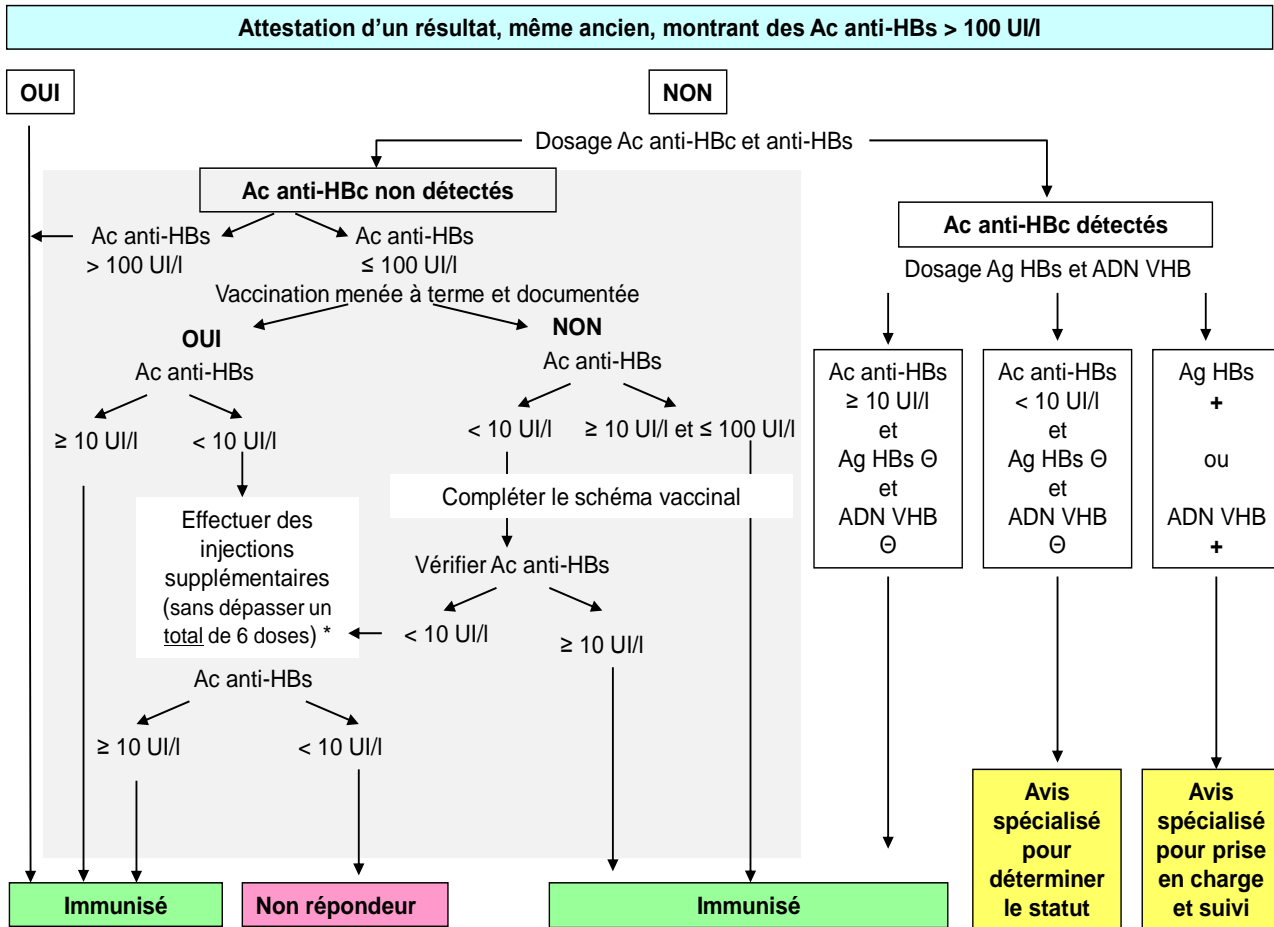 Attestation d’un résultat, même ancien, montrant des Ac anti-HBs > 100 UI/l
OUI
NON
Dosage Ac anti-HBc et anti-HBs
Ac anti-HBc non détectés
Ac anti-HBs
> 100 UI/l
Ac anti-HBs
≤ 100 UI/l
Vaccination menée à terme et documentée
OUI
Ac anti-HBs
≥ 10 UI/l
< 10 UI/l
NON
Ac anti-HBs
< 10 UI/l
≥ 10 UI/l et ≤ 100 UI/l
Effectuer des
injections
supplémentaires
(sans dépasser un
total de 6 doses) *
Compléter le schéma vaccinal
Vérifier Ac anti-HBs
< 10 UI/l
≥ 10 UI/l
Ac anti-HBs
≥ 10 UI/l
< 10 UI/l
Ac anti-HBc détectés
Dosage Ag HBs et ADN VHB
Ac anti-HBs
≥ 10 UI/l
et
Ag HBs Θ
et
ADN VHB
Θ
Ac anti-HBs
< 10 UI/l
et
Ag HBs Θ
et
ADN VHB
Θ
Ag HBs
+
ou
ADN VHB
+
Immunisé
Non répondeur
Immunisé
Avis
spécialisé
pour
déterminer
le statut
Avis
spécialisé
pour prise
en charge
et suivi